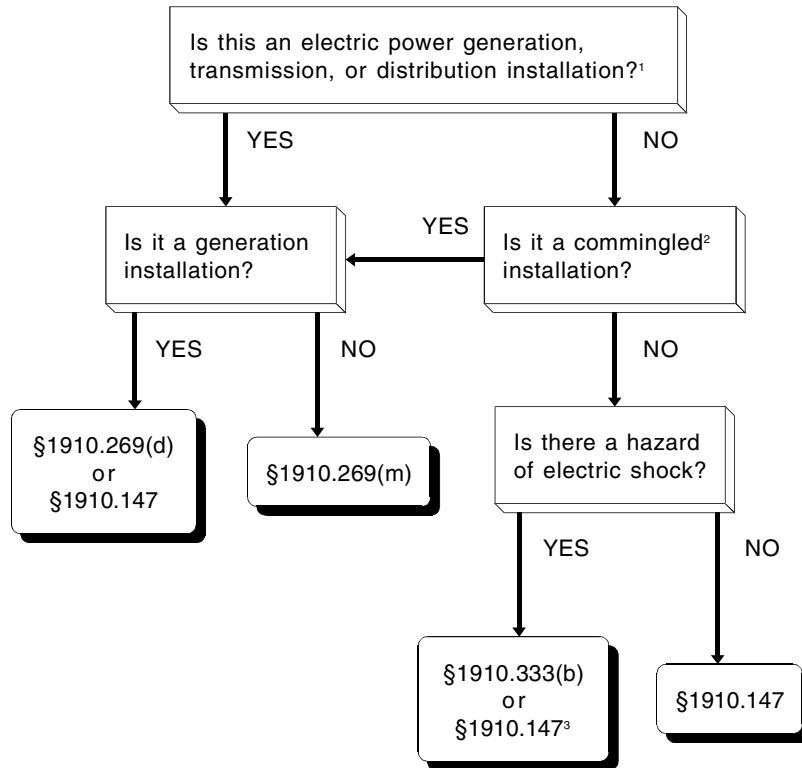 Is this an electric power generation,
transmission, or distribution installation?¹
YES
NO
Is it a generation
installation?
YES
Is it a commingled²
installation?
YES
NO
NO
§1910.269(d)
or
§1910.147
§1910.269(m)
Is there a hazard
of electric shock?
YES
NO
§1910.333(b)
or
§1910.147³
§1910.147